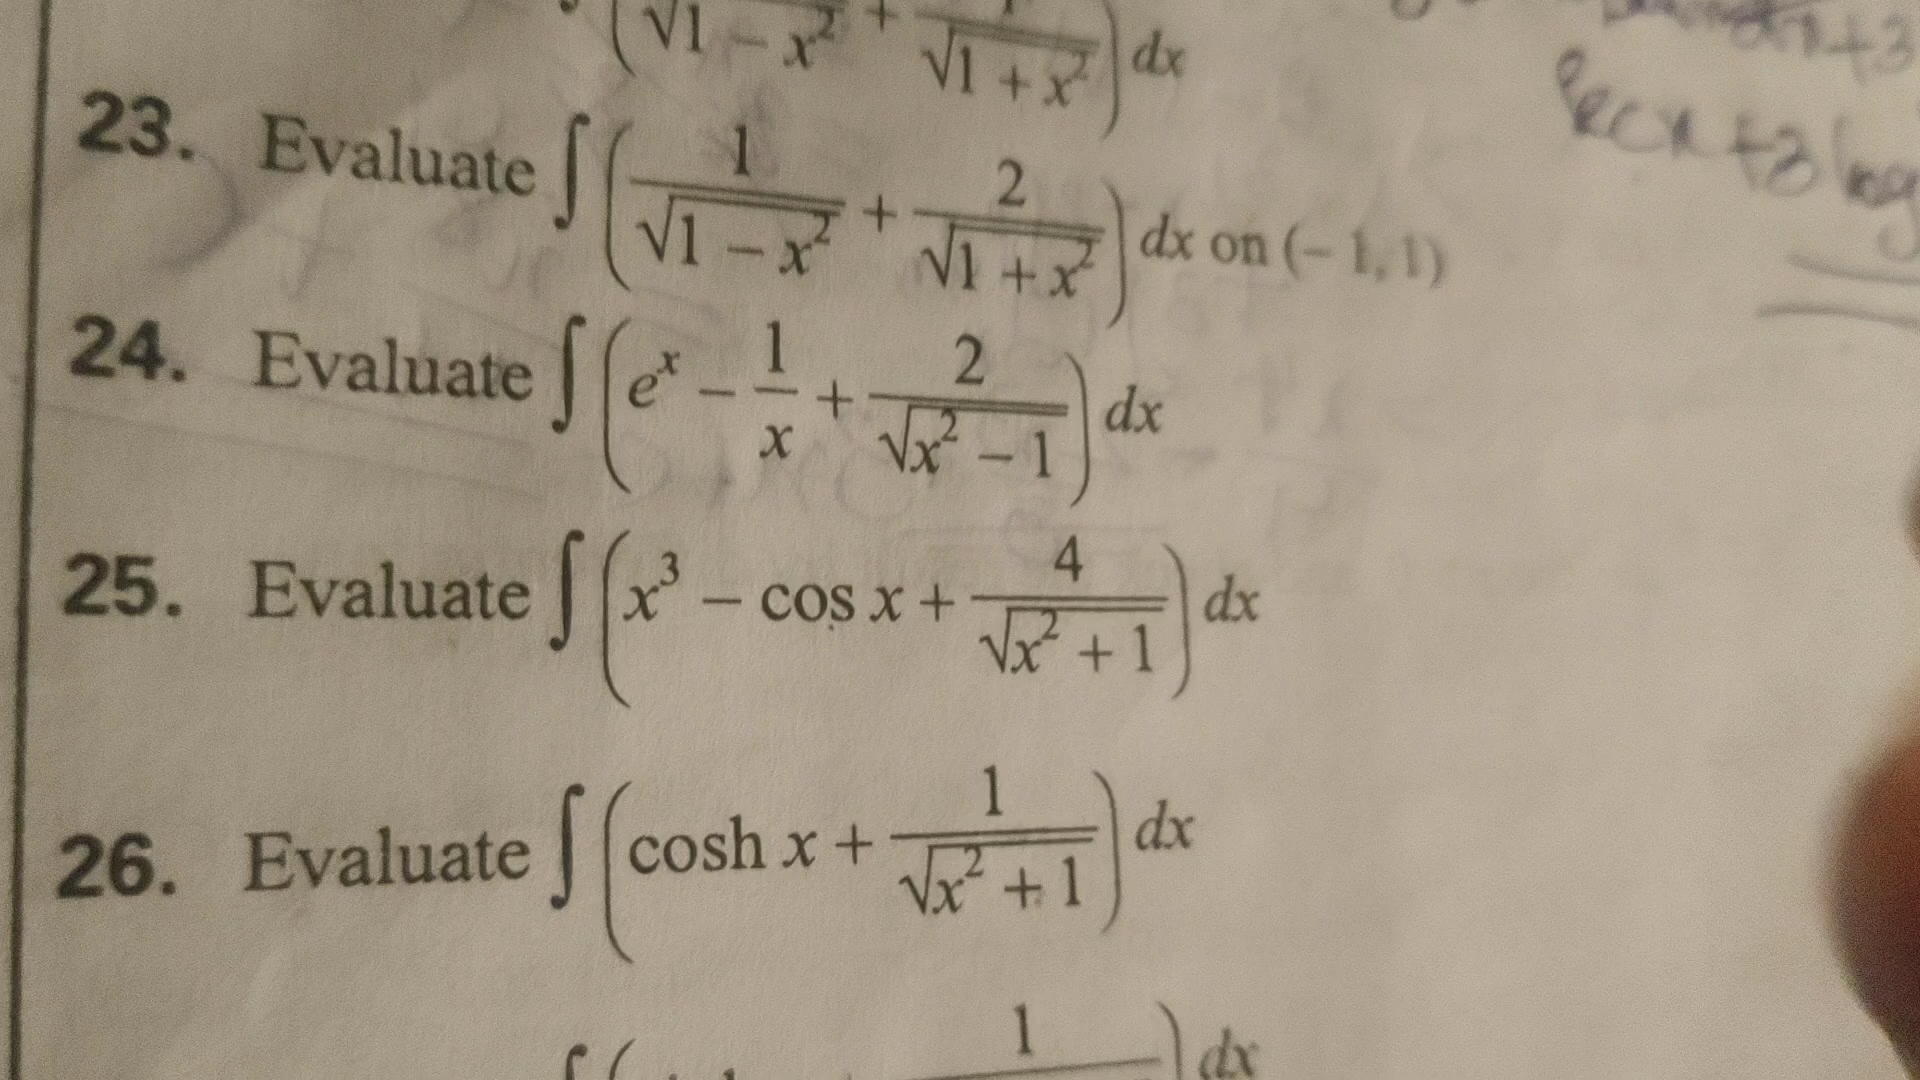 (1/√(1 − x²) + 1/√(1 + x²)) dx
23. Evaluate ∫ (1/√(1 − x²) + 2/√(1 + x²)) dx on (− 1, 1)
24. Evaluate ∫ (eˣ − 1/x + 2/√(x² − 1)) dx
25. Evaluate ∫ (x³ − cos x + 4/√(x² + 1)) dx
26. Evaluate ∫ (cosh x + 1/√(x² + 1)) dx
1 dx
+3